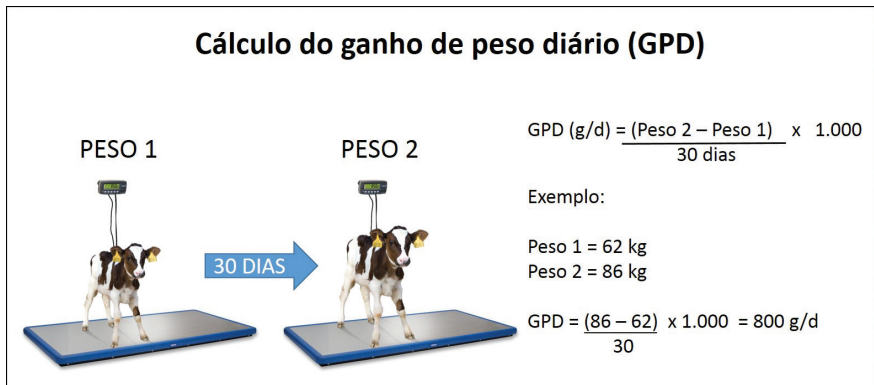 Cálculo do ganho de peso diário (GPD)
PESO 1
PESO 2
30 DIAS
GPD (g/d) = (Peso 2 – Peso 1) x 1.000
30 dias
Exemplo:
Peso 1 = 62 kg
Peso 2 = 86 kg
GPD = (86 – 62) x 1.000 = 800 g/d
30